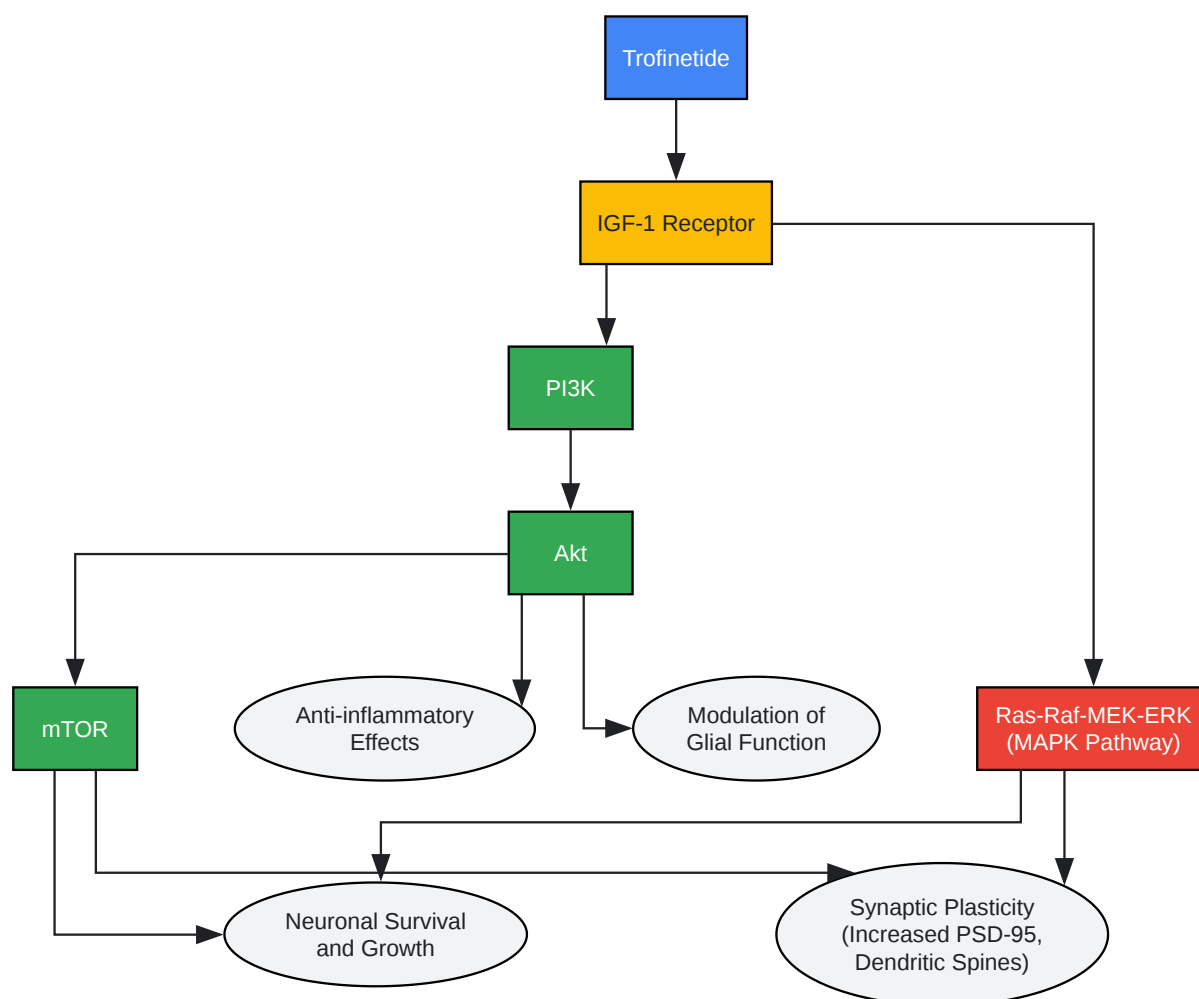 Trofinetide
IGF-1 Receptor
PI3K
Akt
mTOR
Anti-inflammatory
Effects
Modulation of
Glial Function
Ras-Raf-MEK-ERK
(MAPK Pathway)
Neuronal Survival
and Growth
Synaptic Plasticity
(Increased PSD-95,
Dendritic Spines)